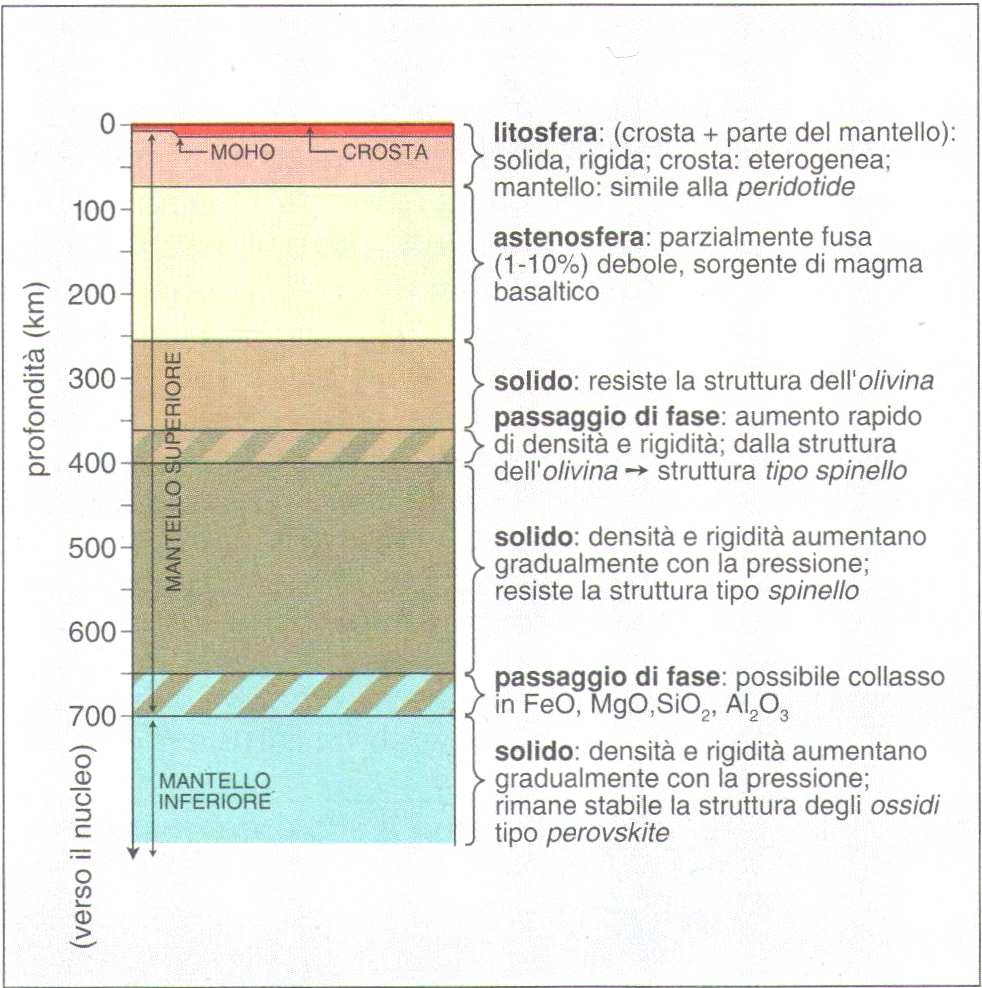 profondità (km)
(verso il nucleo)
0
100
200
300
400
500
600
700
MOHO
CROSTA
MANTELLO SUPERIORE
MANTELLO
INFERIORE
litosfera: (crosta + parte del mantello):
solida, rigida; crosta: eterogenea;
mantello: simile alla peridotide
astenosfera: parzialmente fusa
(1-10%) debole, sorgente di magma
basaltico
solido: resiste la struttura dell'olivina
passaggio di fase: aumento rapido
di densità e rigidità; dalla struttura
dell'olivina → struttura tipo spinello
solido: densità e rigidità aumentano
gradualmente con la pressione;
resiste la struttura tipo spinello
passaggio di fase: possibile collasso
in FeO, MgO,SiO₂, Al₂O₃
solido: densità e rigidità aumentano
gradualmente con la pressione;
rimane stabile la struttura degli ossidi
tipo perovskite